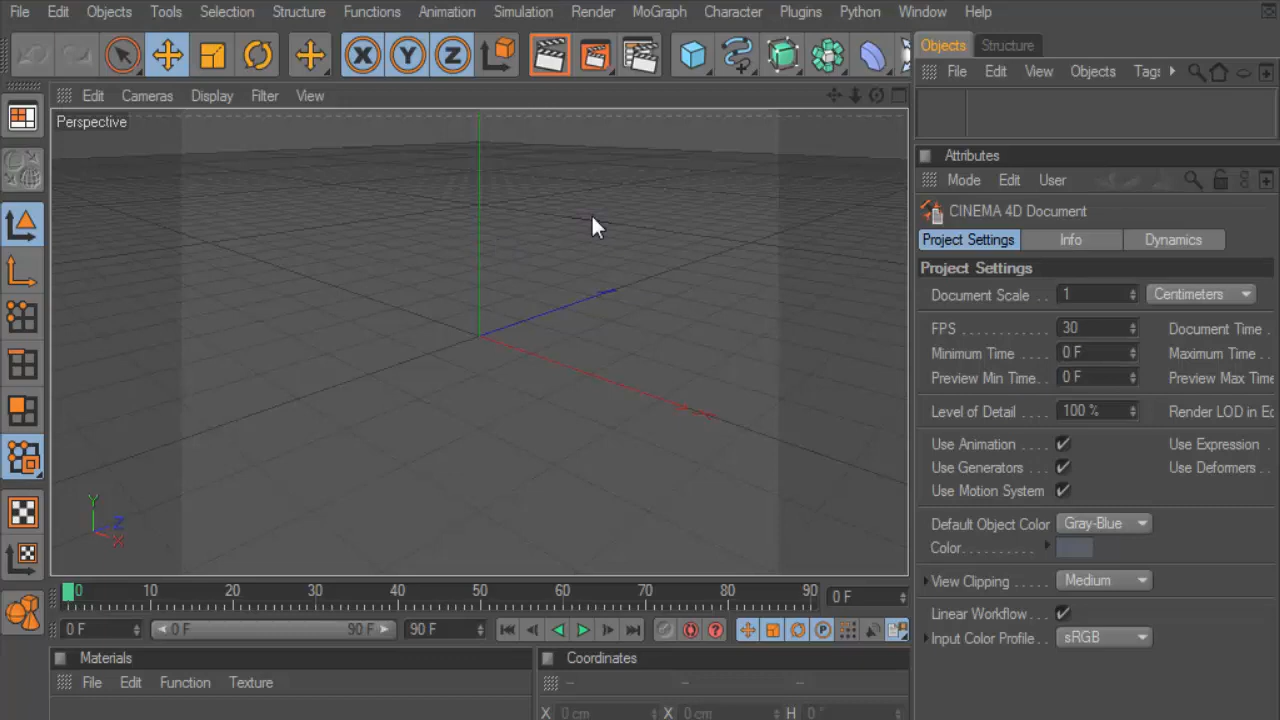 File Edit Objects Tools Selection Structure Functions Animation Simulation Render MoGraph Character Plugins Python Window Help
X Y Z
Objects Structure
File Edit View Objects Tags
Edit Cameras Display Filter View
Perspective
Attributes
Mode Edit User
CINEMA 4D Document
Project Settings Info Dynamics
Project Settings
Document Scale . . 1 Centimeters
FPS . . . . . . . . . . . . 30 Document Time .
Minimum Time . . . 0 F Maximum Time . .
Preview Min Time. . 0 F Preview Max Time
Level of Detail . . . . 100 % Render LOD in Ed
Use Animation . . . Use Expression .
Use Generators . . . Use Deformers. .
Use Motion System
Default Object Color Gray-Blue
Color. . . . . . . . . .
View Clipping . . . . . Medium
Linear Workflow. . .
Input Color Profile. . sRGB
Y
Z
X
0 10 20 30 40 50 60 70 80 90 0 F
0 F 0 F 90 F 90 F
? P
Materials Coordinates
File Edit Function Texture -- -- --
X 0 cm X 0 cm H 0 °